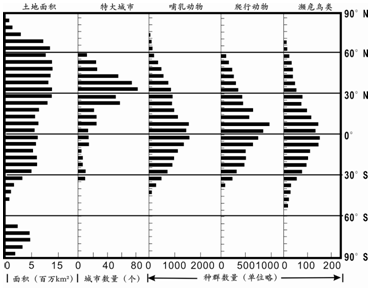 土地面积 特大城市 哺乳动物 爬行动物 濒危鸟类
90° N
60° N
30° N
0°
30° S
60° S
90° S
0 5 15 0 40 80 0 1000 2000 0 500 1000 0 100 200
面积（百万km²） 城市数量（个） 种群数量（单位略）